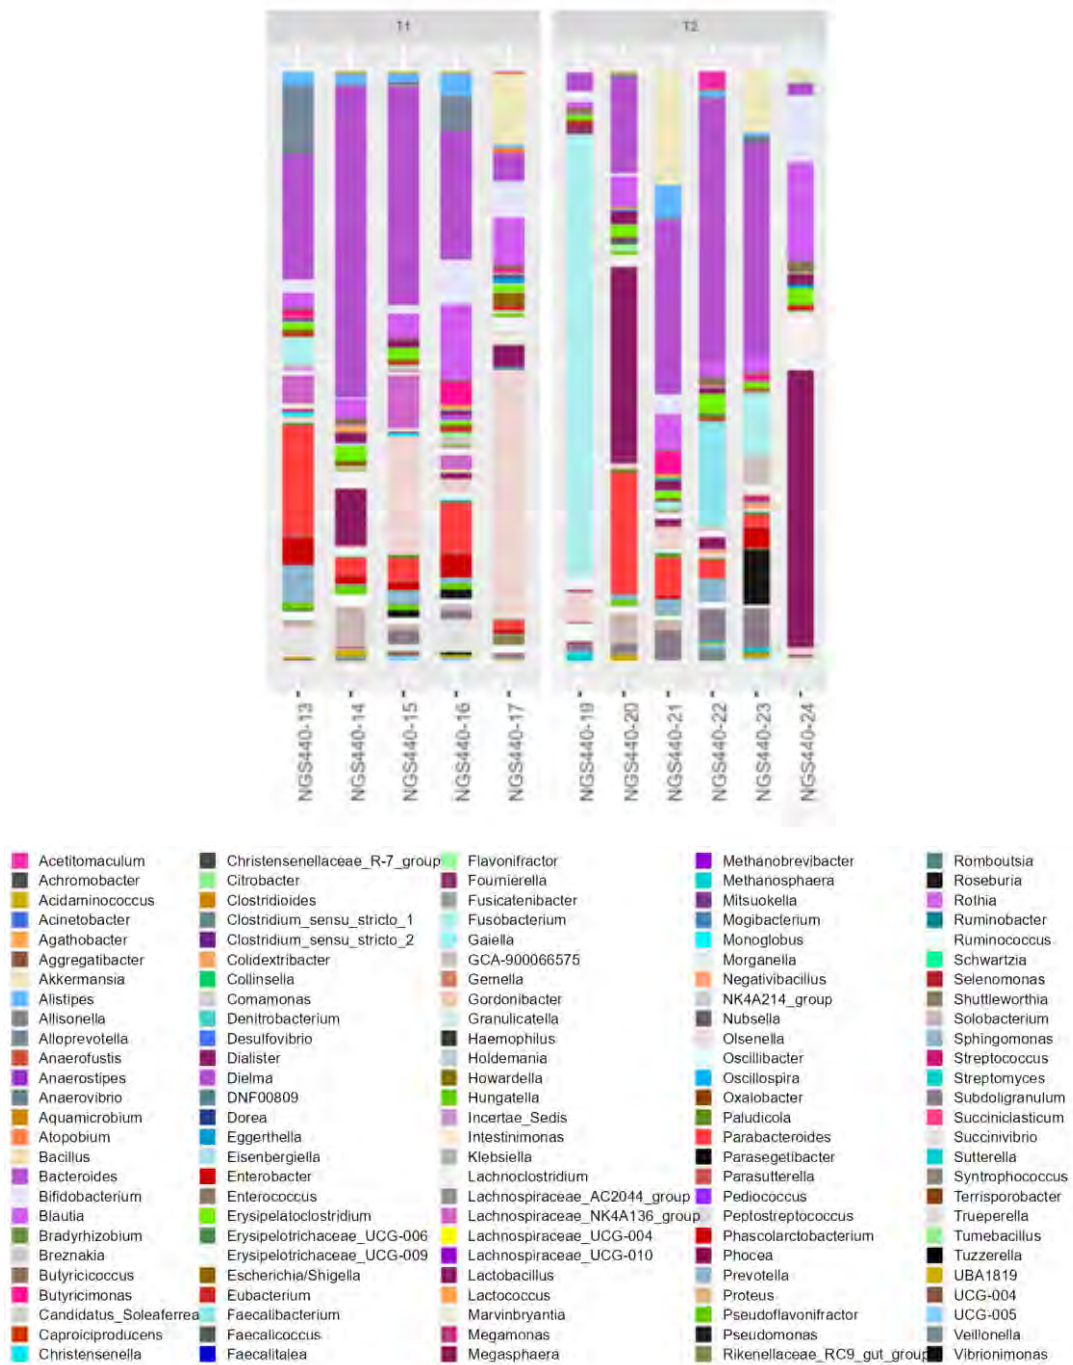 T1
T2
NGS440-13
NGS440-14
NGS440-15
NGS440-16
NGS440-17
NGS440-19
NGS440-20
NGS440-21
NGS440-22
NGS440-23
NGS440-24
Acetitomaculum
Achromobacter
Acidaminococcus
Acinetobacter
Agathobacter
Aggregatibacter
Akkermansia
Alistipes
Allisonella
Alloprevotella
Anaerofustis
Anaerostipes
Anaerovibrio
Aquamicrobium
Atopobium
Bacillus
Bacteroides
Bifidobacterium
Blautia
Bradyrhizobium
Breznakia
Butyricicoccus
Butyricimonas
Candidatus_Soleaferrea
Caproiciproducens
Christensenella
Christensenellaceae_R-7_group
Citrobacter
Clostridioides
Clostridium_sensu_stricto_1
Clostridium_sensu_stricto_2
Colidextribacter
Collinsella
Comamonas
Denitrobacterium
Desulfovibrio
Dialister
Dielma
DNF00809
Dorea
Eggerthella
Eisenbergiella
Enterobacter
Enterococcus
Erysipelatoclostridium
Erysipelotrichaceae_UCG-006
Erysipelotrichaceae_UCG-009
Escherichia/Shigella
Eubacterium
Faecalibacterium
Faecalicoccus
Faecalitalea
Flavonifractor
Fournierella
Fusicatenibacter
Fusobacterium
Gaiella
GCA-900066575
Gemella
Gordonibacter
Granulicatella
Haemophilus
Holdemania
Howardella
Hungatella
Incertae_Sedis
Intestinimonas
Klebsiella
Lachnoclostridium
Lachnospiraceae_AC2044_group
Lachnospiraceae_NK4A136_group
Lachnospiraceae_UCG-004
Lachnospiraceae_UCG-010
Lactobacillus
Lactococcus
Marvinbryantia
Megamonas
Megasphaera
Methanobrevibacter
Methanosphaera
Mitsuokella
Mogibacterium
Monoglobus
Morganella
Negativibacillus
NK4A214_group
Nubsella
Olsenella
Oscillibacter
Oscillospira
Oxalobacter
Paludicola
Parabacteroides
Parasegetibacter
Parasutterella
Pediococcus
Peptostreptococcus
Phascolarctobacterium
Phocea
Prevotella
Proteus
Pseudoflavonifractor
Pseudomonas
Rikenellaceae_RC9_gut_group
Romboutsia
Roseburia
Rothia
Ruminobacter
Ruminococcus
Schwartzia
Selenomonas
Shuttleworthia
Solobacterium
Sphingomonas
Streptococcus
Streptomyces
Subdoligranulum
Succiniclasticum
Succinivibrio
Sutterella
Syntrophococcus
Terrisporobacter
Trueperella
Tumebacillus
Tuzzerella
UBA1819
UCG-004
UCG-005
Veillonella
Vibrionimonas